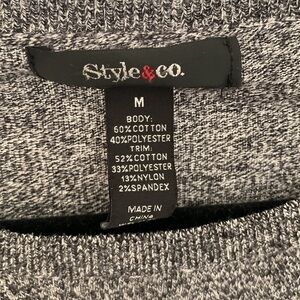 Style&co.
M
BODY:
60%COTTON
40%POLYESTER
TRIM:
52%COTTON
33%POLYESTER
13%NYLON
2%SPANDEX
MADE IN
CHINA